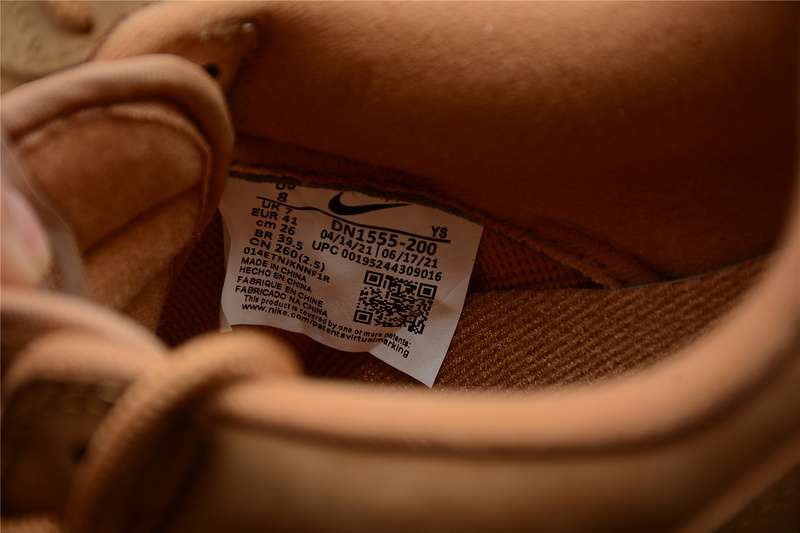 US 8
UK 7
EUR 41
cm 26
BR 39.5
CN 260(2.5)
YS
DN1555-200
04/14/21 | 06/17/21
UPC 00195244309016
014ETNJKNNF1R
MADE IN CHINA
HECHO EN CHINA
FABRIQUE EN CHINE
FABRICADO NA CHINA
This product is covered by one or more patents:
www.nike.com/patentsvirtualmarking